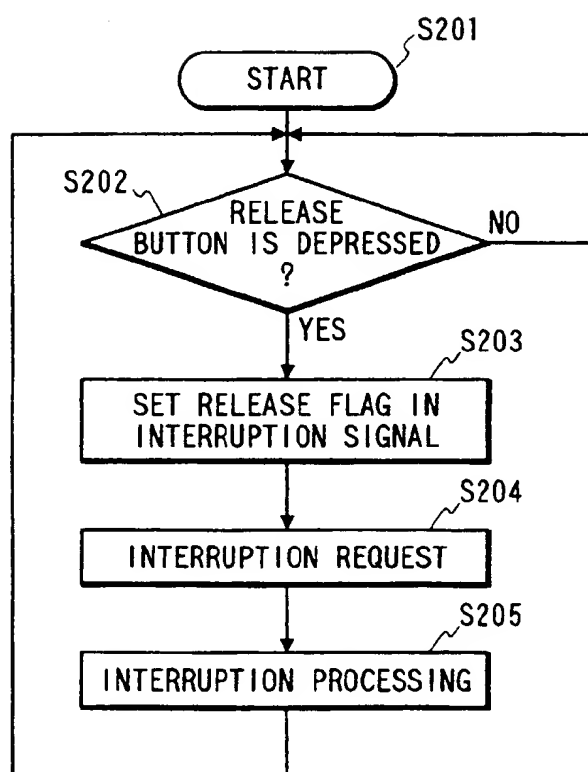 S201
START
S202
RELEASE
BUTTON IS DEPRESSED
?
NO
YES
S203
SET RELEASE FLAG IN
INTERRUPTION SIGNAL
S204
INTERRUPTION REQUEST
S205
INTERRUPTION PROCESSING